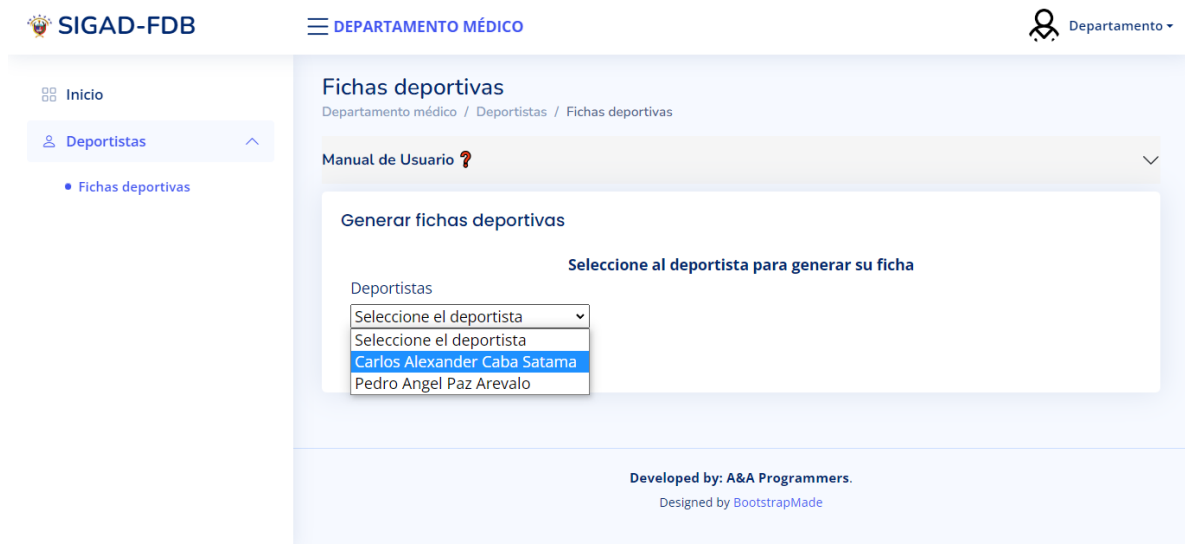 SIGAD-FDB
DEPARTAMENTO MÉDICO
Departamento
Inicio
Deportistas
Fichas deportivas
Fichas deportivas
Departamento médico / Deportistas / Fichas deportivas
Manual de Usuario ❓
Generar fichas deportivas
Seleccione al deportista para generar su ficha
Deportistas
Seleccione el deportista
Seleccione el deportista
Carlos Alexander Caba Satama
Pedro Angel Paz Arevalo
Developed by: A&A Programmers.
Designed by BootstrapMade